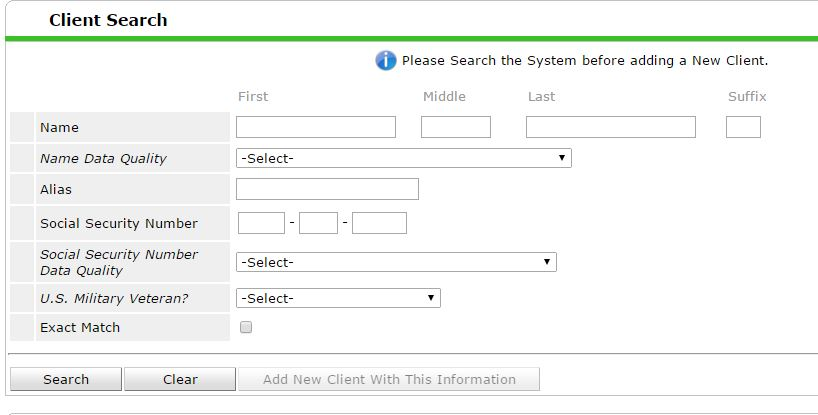 Client Search
Please Search the System before adding a New Client.
First Middle Last Suffix
Name
Name Data Quality -Select-
Alias
Social Security Number - -
Social Security Number
Data Quality -Select-
U.S. Military Veteran? -Select-
Exact Match
Search Clear Add New Client With This Information